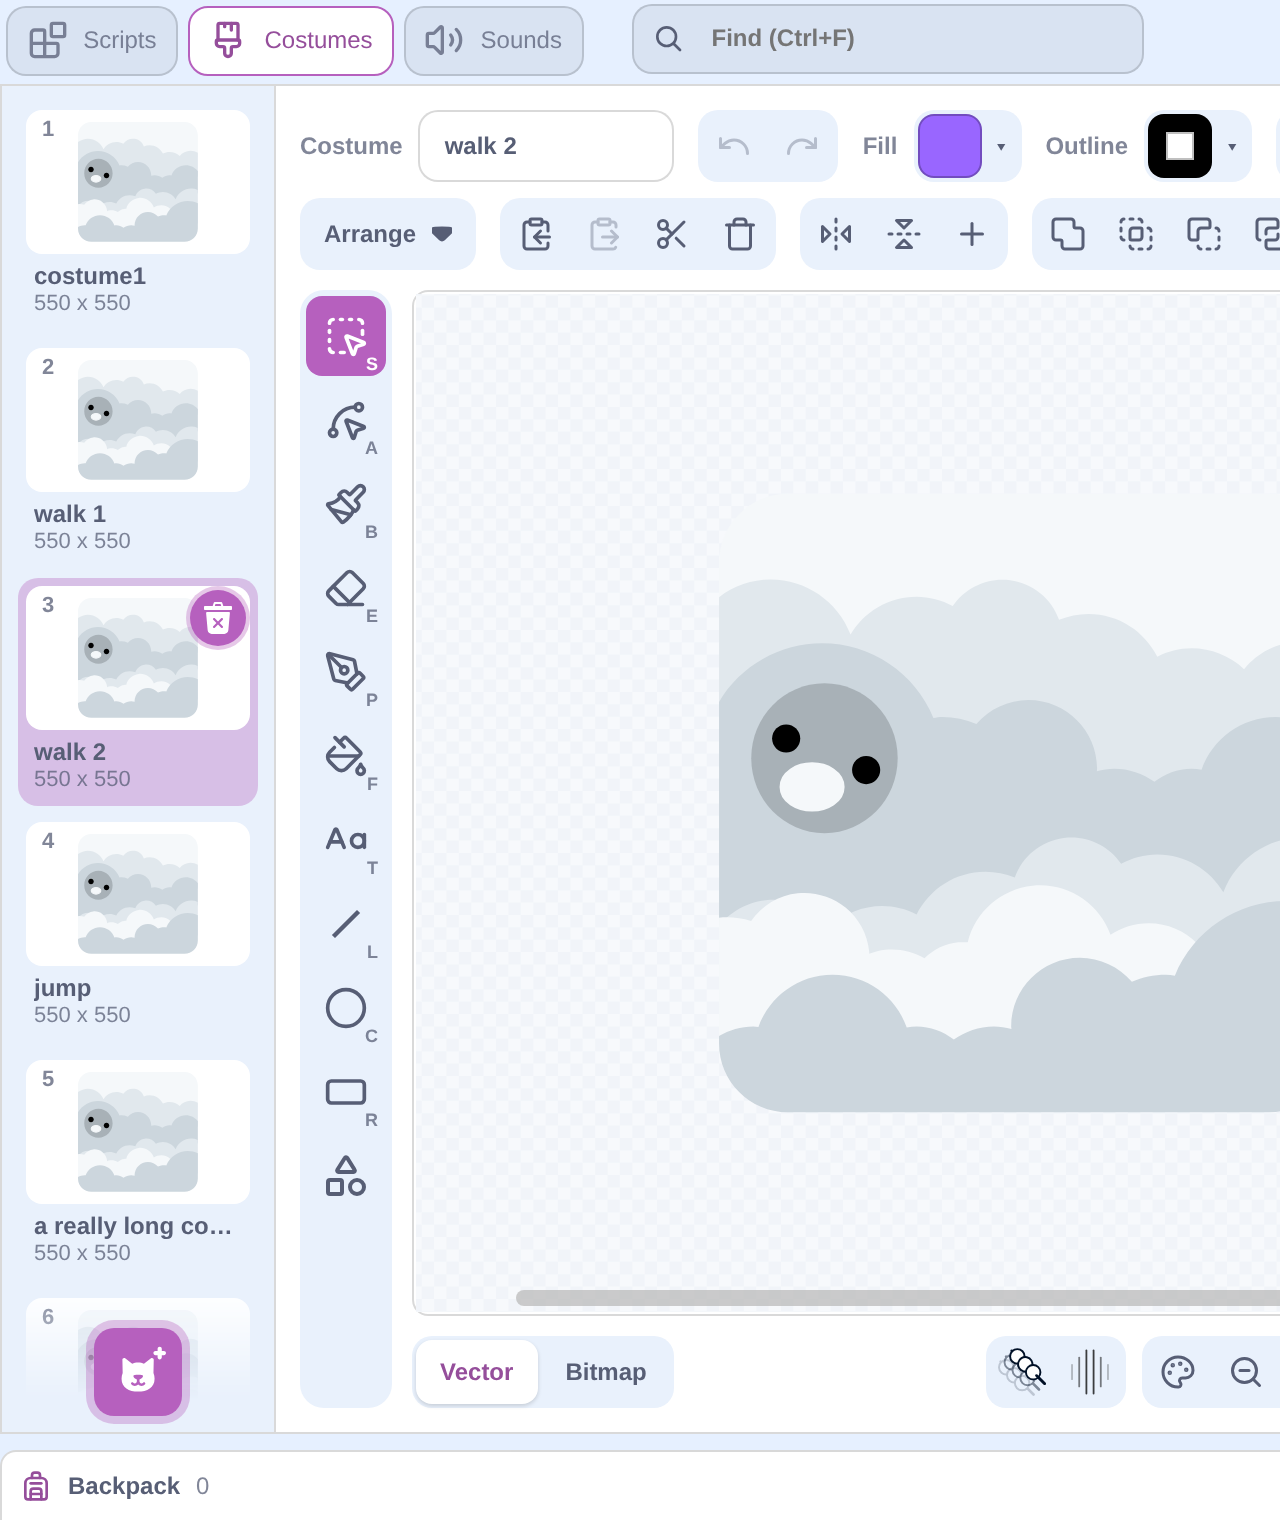 Scripts
Costumes
Sounds
Find (Ctrl+F)
Costume
walk 2
Fill
Outline
Arrange
1
costume1
550 x 550
2
walk 1
550 x 550
3
walk 2
550 x 550
4
jump
550 x 550
5
a really long co...
550 x 550
6
S
A
B
E
P
F
Aa
T
L
C
R
Vector
Bitmap
Backpack 0